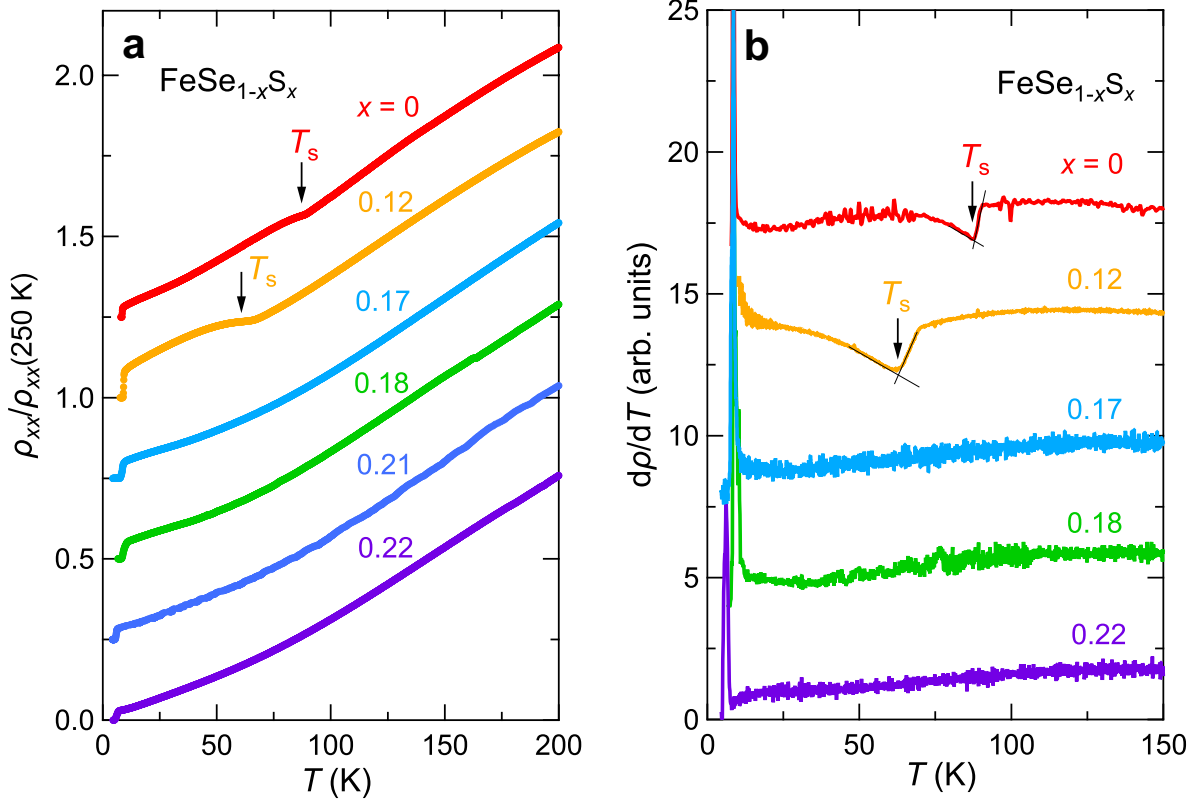 a
FeSe1-xSx
x = 0
Ts
0.12
Ts
0.17
0.18
0.21
0.22
2.0
1.5
1.0
0.5
0.0
0
50
100
150
200
ρxx/ρxx(250 K)
T (K)
b
FeSe1-xSx
x = 0
Ts
0.12
Ts
0.17
0.18
0.22
25
20
15
10
5
0
0
50
100
150
dρ/dT (arb. units)
T (K)